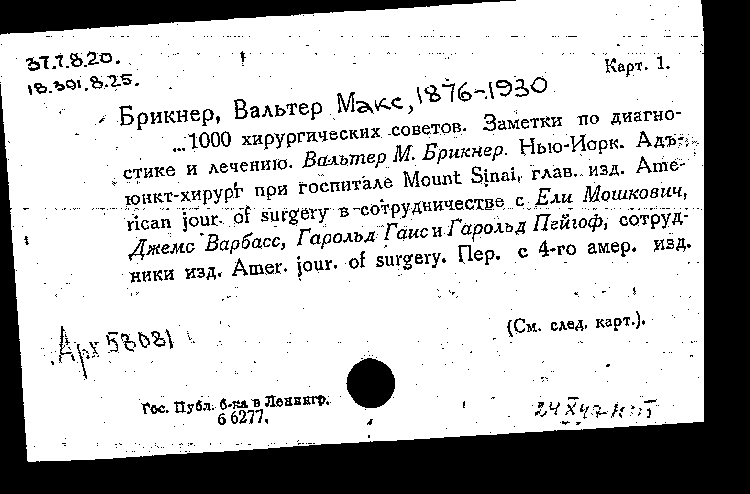 37.7.8.20.
18.391.8.25.
Карт. 1.
Брикнер, Вальтер Макс, 1876-1930
...1000 хирургических советов. Заметки по диагно-
стике и лечению. Вальтер М. Брикнер. Нью-Иорк. Адъ-
юнкт-хирург при госпитале Mount Sinai, глав. изд. Ame-
rican jour. of surgery в сотрудничестве с Ели Мошкович,
Джемс Варбасс, Гарольд Гаис и Гарольд Пейгоф, сотруд-
ники изд. Amer. jour. of surgery. Пер. с 4-го амер. изд.
(См. след. карт.).
Арх 58081
Гос. Публ. б-ка в Ленингр.
6 6277.
24 X 47